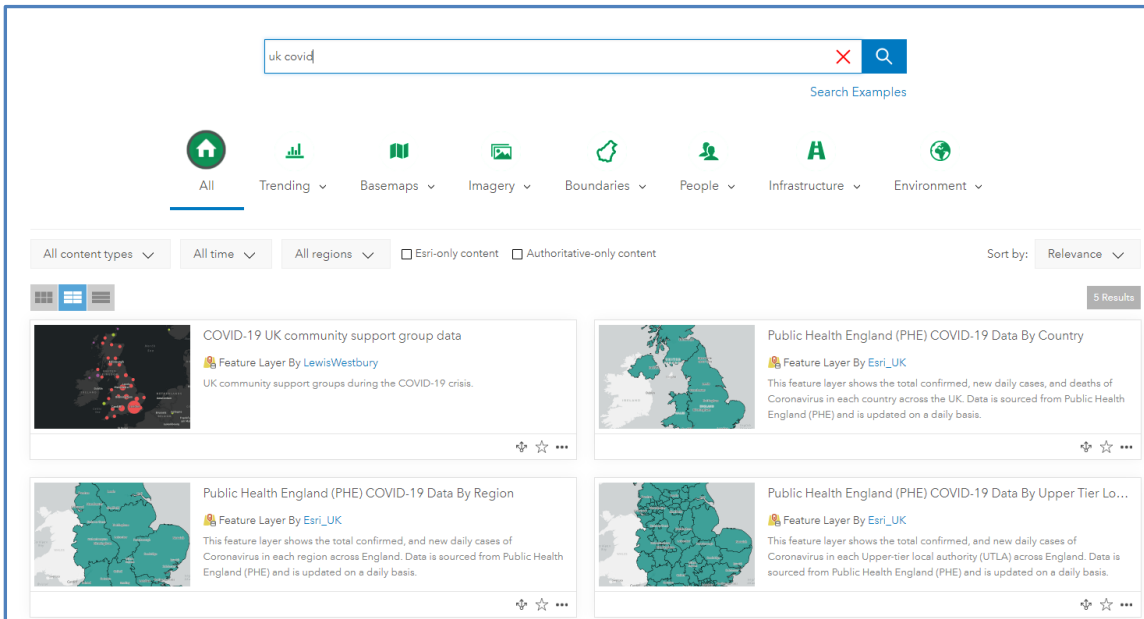 uk covid
Search Examples
All
Trending
Basemaps
Imagery
Boundaries
People
Infrastructure
Environment
All content types
All time
All regions
Esri-only content
Authoritative-only content
Sort by:
Relevance
5 Results
COVID-19 UK community support group data
Feature Layer By LewisWestbury
UK community support groups during the COVID-19 crisis.
Public Health England (PHE) COVID-19 Data By Country
Feature Layer By Esri_UK
This feature layer shows the total confirmed, new daily cases, and deaths of
Coronavirus in each country across the UK. Data is sourced from Public Health
England (PHE) and is updated on a daily basis.
Public Health England (PHE) COVID-19 Data By Region
Feature Layer By Esri_UK
This feature layer shows the total confirmed, and new daily cases of
Coronavirus in each region across England. Data is sourced from Public Health
England (PHE) and is updated on a daily basis.
Public Health England (PHE) COVID-19 Data By Upper Tier Lo...
Feature Layer By Esri_UK
This feature layer shows the total confirmed, and new daily cases of
Coronavirus in each Upper-tier local authority (UTLA) across England. Data is
sourced from Public Health England (PHE) and is updated on a daily basis.